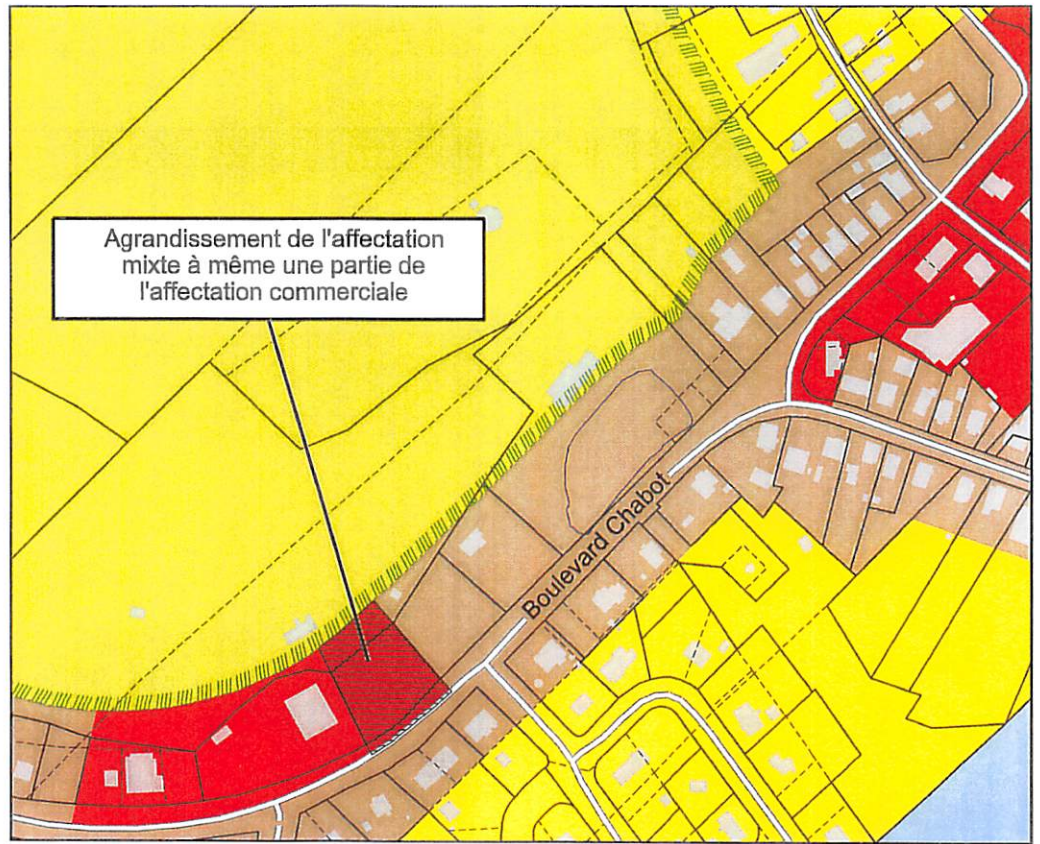 Agrandissement de l'affectation
mixte à même une partie de
l'affectation commerciale
Boulevard Chabot